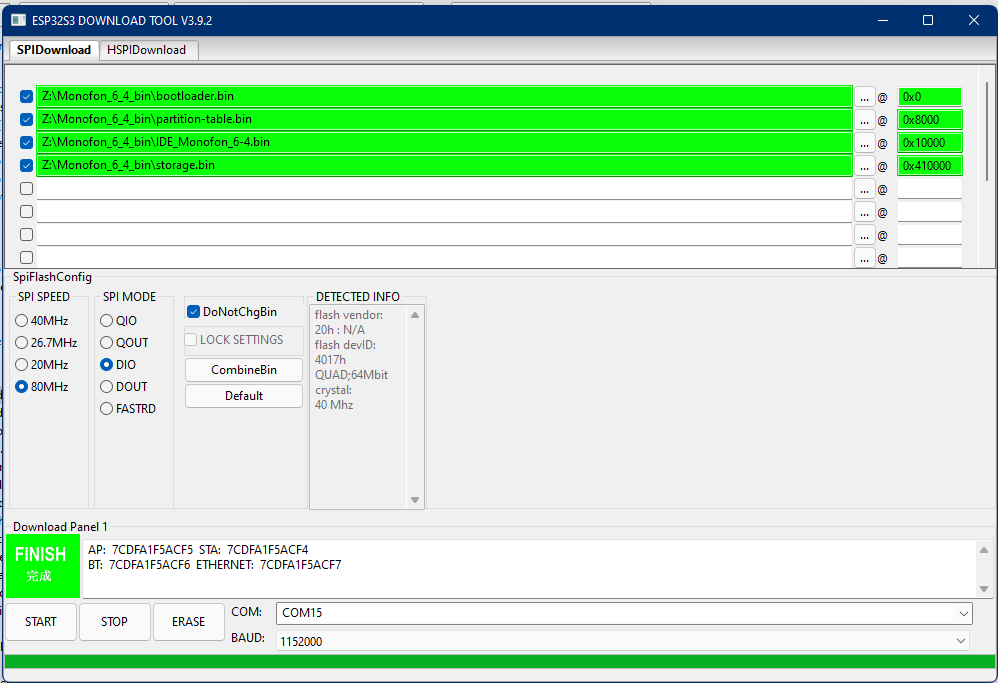 ESP32S3 DOWNLOAD TOOL V3.9.2
SPIDownload HSPIDownload
Z:\Monofon_6_4_bin\bootloader.bin ... @ 0x0
Z:\Monofon_6_4_bin\partition-table.bin ... @ 0x8000
Z:\Monofon_6_4_bin\IDE_Monofon_6-4.bin ... @ 0x10000
Z:\Monofon_6_4_bin\storage.bin ... @ 0x410000
... @
... @
... @
... @
SpiFlashConfig
SPI SPEED
40MHz
26.7MHz
20MHz
80MHz
SPI MODE
QIO
QOUT
DIO
DOUT
FASTRD
DoNotChgBin
LOCK SETTINGS
CombineBin
Default
DETECTED INFO
flash vendor:
20h : N/A
flash devID:
4017h
QUAD;64Mbit
crystal:
40 Mhz
Download Panel 1
FINISH
完成
AP: 7CDFA1F5ACF5 STA: 7CDFA1F5ACF4
BT: 7CDFA1F5ACF6 ETHERNET: 7CDFA1F5ACF7
START STOP ERASE
COM: COM15
BAUD: 1152000